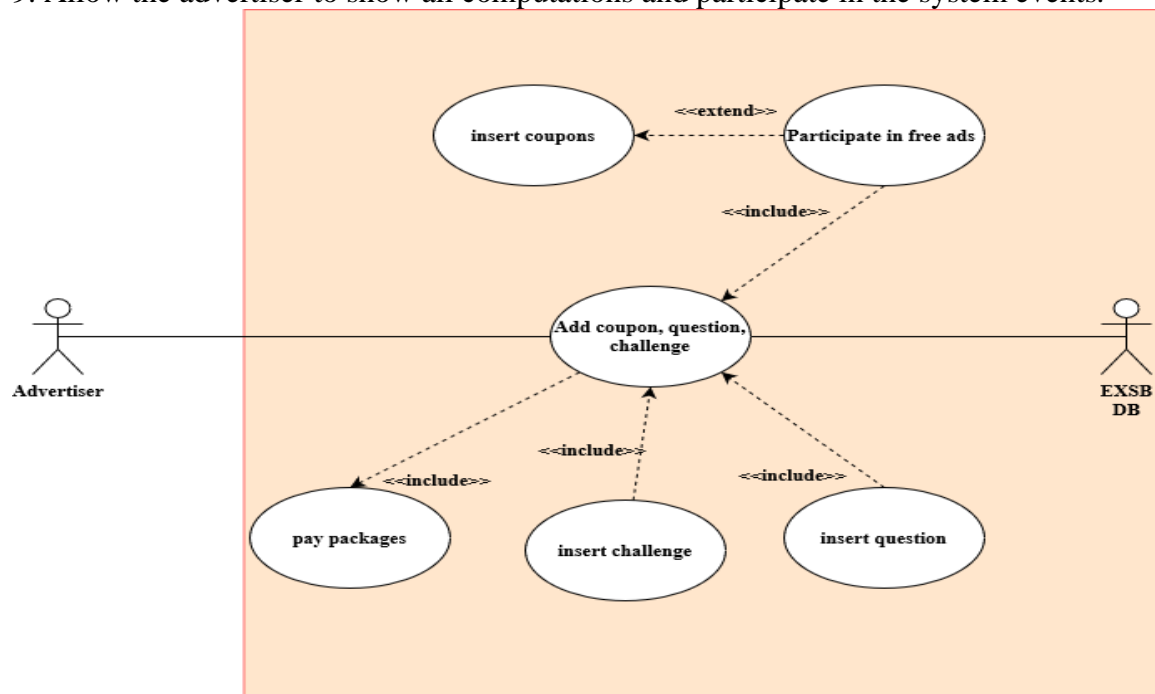 9. Allow the advertiser to show all computations and participate in the system events.
<<extend>>
insert coupons
Participate in free ads
<<include>>
Add coupon, question,
challenge
Advertiser
EXSB
DB
<<include>>
<<include>>
<<include>>
pay packages
insert challenge
insert question